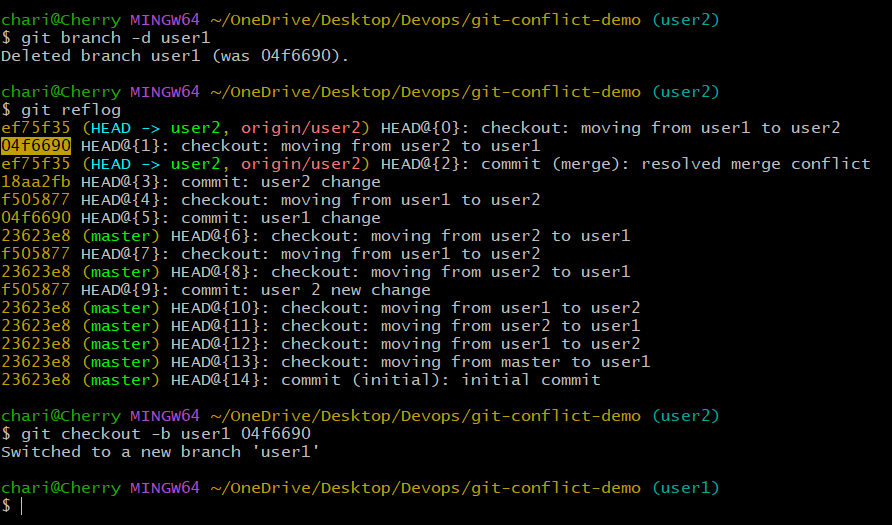 chari@Cherry MINGW64 ~/OneDrive/Desktop/Devops/git-conflict-demo (user2)
$ git branch -d user1
Deleted branch user1 (was 04f6690).
chari@Cherry MINGW64 ~/OneDrive/Desktop/Devops/git-conflict-demo (user2)
$ git reflog
ef75f35 (HEAD -> user2, origin/user2) HEAD@{0}: checkout: moving from user1 to user2
04f6690 HEAD@{1}: checkout: moving from user2 to user1
ef75f35 (HEAD -> user2, origin/user2) HEAD@{2}: commit (merge): resolved merge conflict
18aa2fb HEAD@{3}: commit: user2 change
f505877 HEAD@{4}: checkout: moving from user1 to user2
04f6690 HEAD@{5}: commit: user1 change
23623e8 (master) HEAD@{6}: checkout: moving from user2 to user1
f505877 HEAD@{7}: checkout: moving from user1 to user2
23623e8 (master) HEAD@{8}: checkout: moving from user2 to user1
f505877 HEAD@{9}: commit: user 2 new change
23623e8 (master) HEAD@{10}: checkout: moving from user1 to user2
23623e8 (master) HEAD@{11}: checkout: moving from user2 to user1
23623e8 (master) HEAD@{12}: checkout: moving from user1 to user2
23623e8 (master) HEAD@{13}: checkout: moving from master to user1
23623e8 (master) HEAD@{14}: commit (initial): initial commit
chari@Cherry MINGW64 ~/OneDrive/Desktop/Devops/git-conflict-demo (user2)
$ git checkout -b user1 04f6690
Switched to a new branch 'user1'
chari@Cherry MINGW64 ~/OneDrive/Desktop/Devops/git-conflict-demo (user1)
$